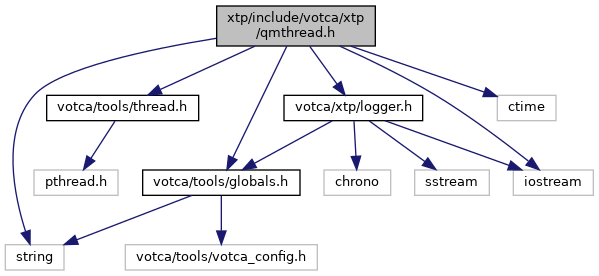 xtp/include/votca/xtp
/qmthread.h
votca/tools/thread.h
votca/xtp/logger.h
ctime
pthread.h
votca/tools/globals.h
chrono
sstream
iostream
string
votca/tools/votca_config.h